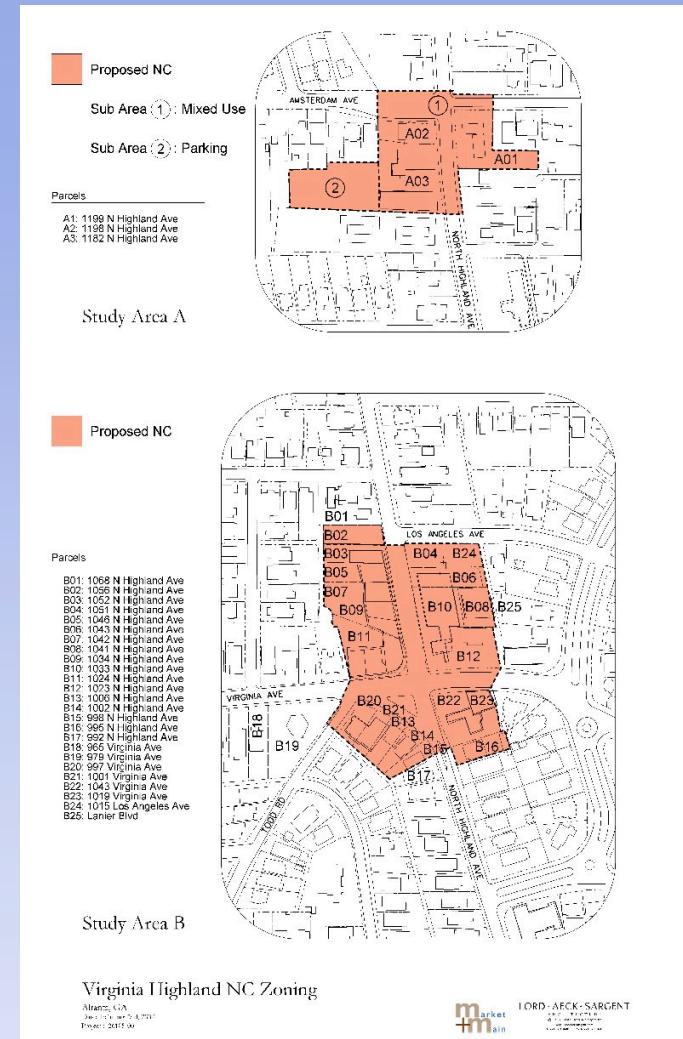 Proposed NC
Sub Area 1 : Mixed Use
Sub Area 2 : Parking
Parcels
A1: 1199 N Highland Ave
A2: 1198 N Highland Ave
A3: 1182 N Highland Ave
Study Area A
AMSTERDAM AVE
1
A02
A01
2
A03
NORTH HIGHLAND AVE
Proposed NC
Parcels
B01: 1068 N Highland Ave
B02: 1056 N Highland Ave
B03: 1052 N Highland Ave
B04: 1051 N Highland Ave
B05: 1046 N Highland Ave
B06: 1043 N Highland Ave
B07: 1042 N Highland Ave
B08: 1041 N Highland Ave
B09: 1034 N Highland Ave
B10: 1033 N Highland Ave
B11: 1024 N Highland Ave
B12: 1023 N Highland Ave
B13: 1006 N Highland Ave
B14: 1002 N Highland Ave
B15: 998 N Highland Ave
B16: 995 N Highland Ave
B17: 992 N Highland Ave
B18: 965 Virginia Ave
B19: 979 Virginia Ave
B20: 997 Virginia Ave
B21: 1001 Virginia Ave
B22: 1043 Virginia Ave
B23: 1019 Virginia Ave
B24: 1015 Los Angeles Ave
B25: Lanier Blvd
Study Area B
B01
LOS ANGELES AVE
B02
B03
B04 B24
B05
B06
B07
B09
B10 B08 B25
B11
B12
VIRGINIA AVE
B20
B22 B23
B21
B13
B18
B14
B19
B15
B16
B17
TODD RD
NORTH HIGHLAND AVE
Virginia Highland NC Zoning
Atlanta, GA
market
+main
LORD · AECK · SARGENT
ARCHITECTURE